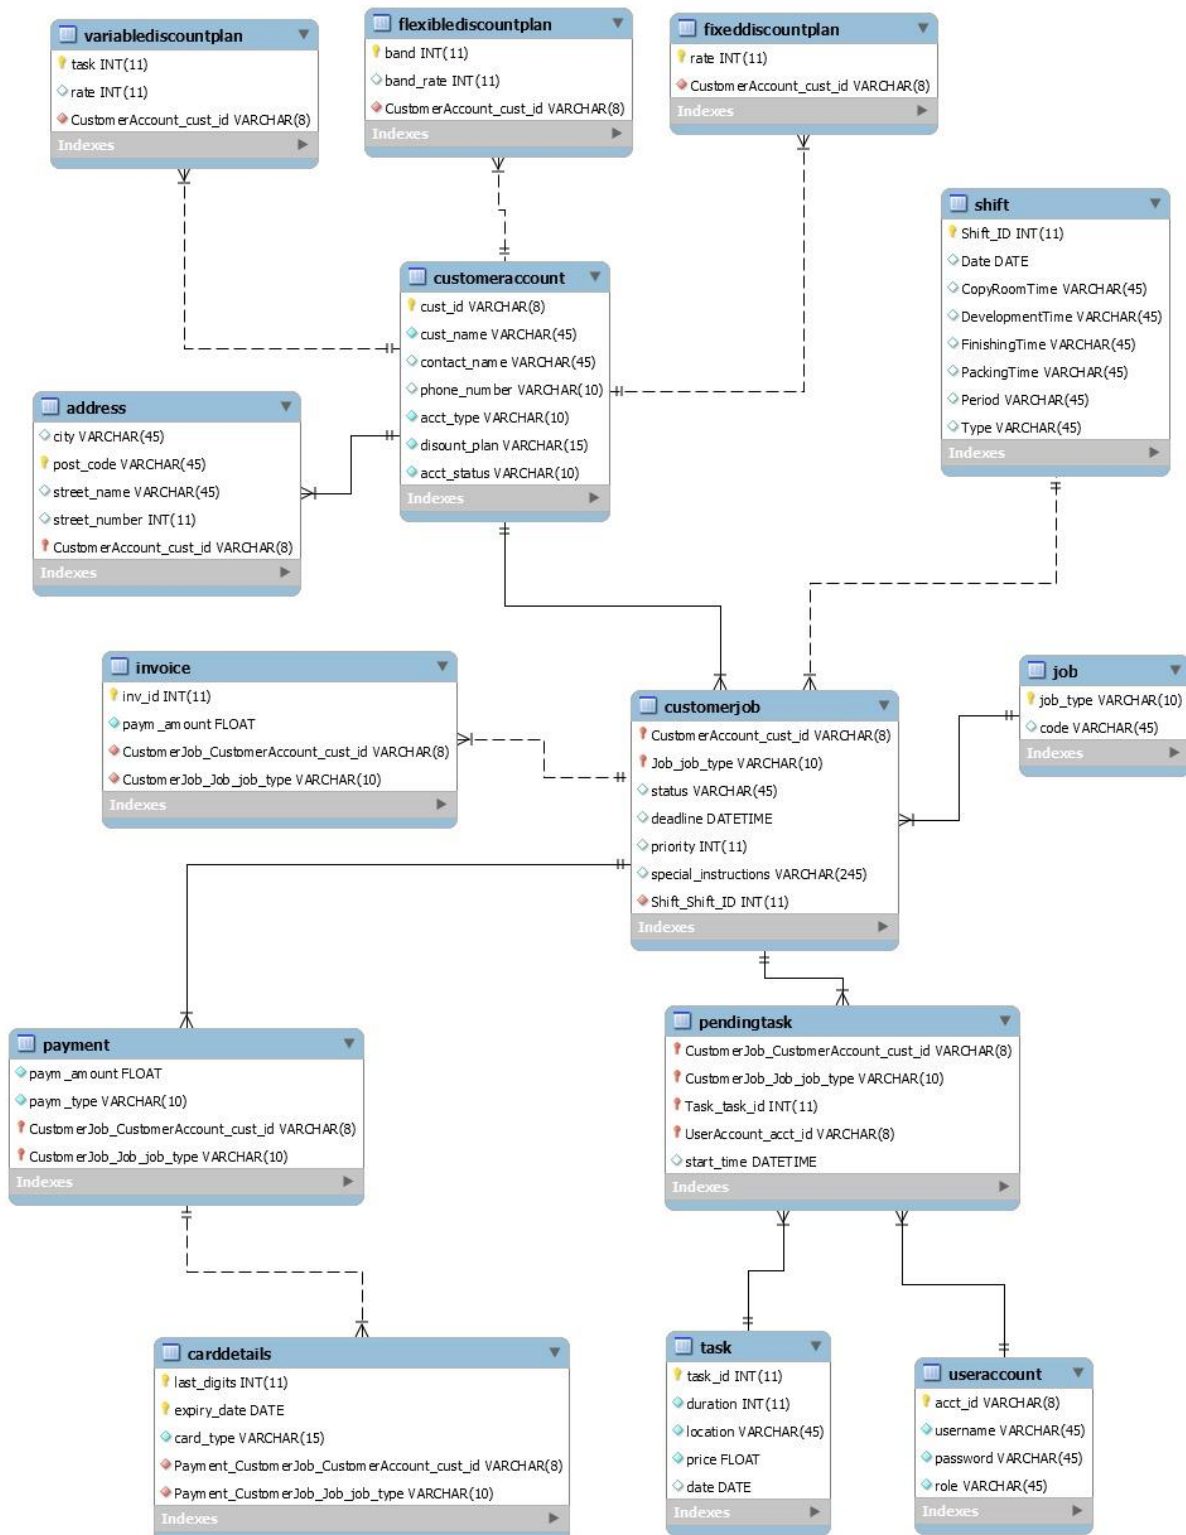 variablediscountplan
task INT(11)
rate INT(11)
CustomerAccount_cust_id VARCHAR(8)
Indexes
flexiblediscountplan
band INT(11)
band_rate INT(11)
CustomerAccount_cust_id VARCHAR(8)
Indexes
fixeddiscountplan
rate INT(11)
CustomerAccount_cust_id VARCHAR(8)
Indexes
shift
Shift_ID INT(11)
Date DATE
CopyRoomTime VARCHAR(45)
DevelopmentTime VARCHAR(45)
FinishingTime VARCHAR(45)
PackingTime VARCHAR(45)
Period VARCHAR(45)
Type VARCHAR(45)
Indexes
customeraccount
cust_id VARCHAR(8)
cust_name VARCHAR(45)
contact_name VARCHAR(45)
phone_number VARCHAR(10)
acct_type VARCHAR(10)
disount_plan VARCHAR(15)
acct_status VARCHAR(10)
Indexes
address
city VARCHAR(45)
post_code VARCHAR(45)
street_name VARCHAR(45)
street_number INT(11)
CustomerAccount_cust_id VARCHAR(8)
Indexes
invoice
inv_id INT(11)
paym_amount FLOAT
CustomerJob_CustomerAccount_cust_id VARCHAR(8)
CustomerJob_Job_job_type VARCHAR(10)
Indexes
customerjob
CustomerAccount_cust_id VARCHAR(8)
Job_job_type VARCHAR(10)
status VARCHAR(45)
deadline DATETIME
priority INT(11)
special_instructions VARCHAR(245)
Shift_Shift_ID INT(11)
Indexes
job
job_type VARCHAR(10)
code VARCHAR(45)
Indexes
payment
paym_amount FLOAT
paym_type VARCHAR(10)
CustomerJob_CustomerAccount_cust_id VARCHAR(8)
CustomerJob_Job_job_type VARCHAR(10)
Indexes
pendingtask
CustomerJob_CustomerAccount_cust_id VARCHAR(8)
CustomerJob_Job_job_type VARCHAR(10)
Task_task_id INT(11)
UserAccount_acct_id VARCHAR(8)
start_time DATETIME
Indexes
carddetails
last_digits INT(11)
expiry_date DATE
card_type VARCHAR(15)
Payment_CustomerJob_CustomerAccount_cust_id VARCHAR(8)
Payment_CustomerJob_Job_job_type VARCHAR(10)
Indexes
task
task_id INT(11)
duration INT(11)
location VARCHAR(45)
price FLOAT
date DATE
Indexes
useraccount
acct_id VARCHAR(8)
username VARCHAR(45)
password VARCHAR(45)
role VARCHAR(45)
Indexes